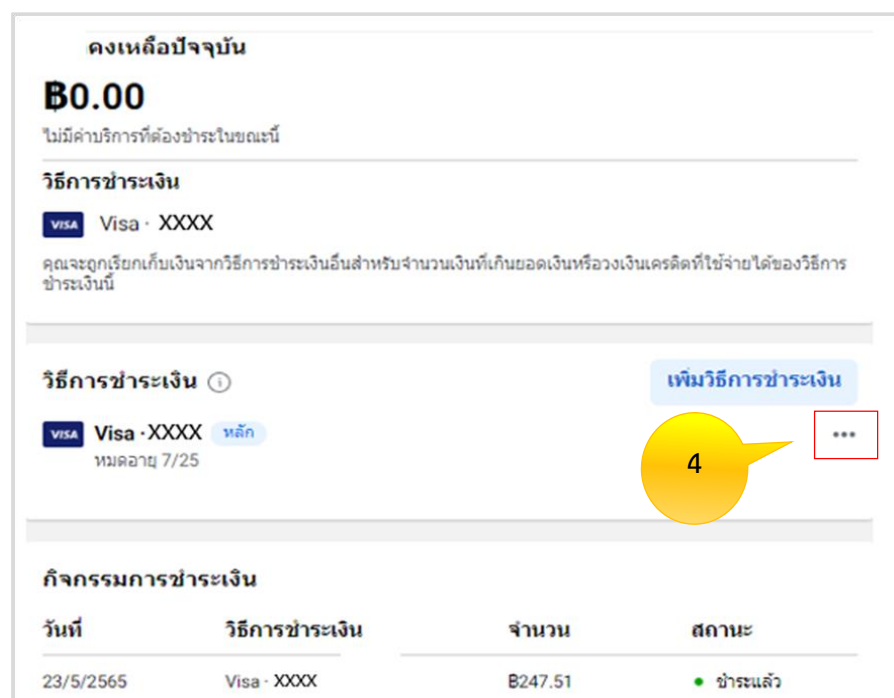 คงเหลือปัจจุบัน
฿0.00
ไม่มีค่าบริการที่ต้องชำระในขณะนี้
วิธีการชำระเงิน
VISA Visa · XXXX
คุณจะถูกเรียกเก็บเงินจากวิธีการชำระเงินอื่นสำหรับจำนวนเงินที่เกินยอดเงินหรือวงเงินเครดิตที่ใช้จ่ายได้ของวิธีการ
ชำระเงินนี้
วิธีการชำระเงิน
เพิ่มวิธีการชำระเงิน
VISA Visa · XXXX หลัก
หมดอายุ 7/25
4
กิจกรรมการชำระเงิน
วันที่ วิธีการชำระเงิน จำนวน สถานะ
23/5/2565 Visa · XXXX ฿247.51 ชำระแล้ว